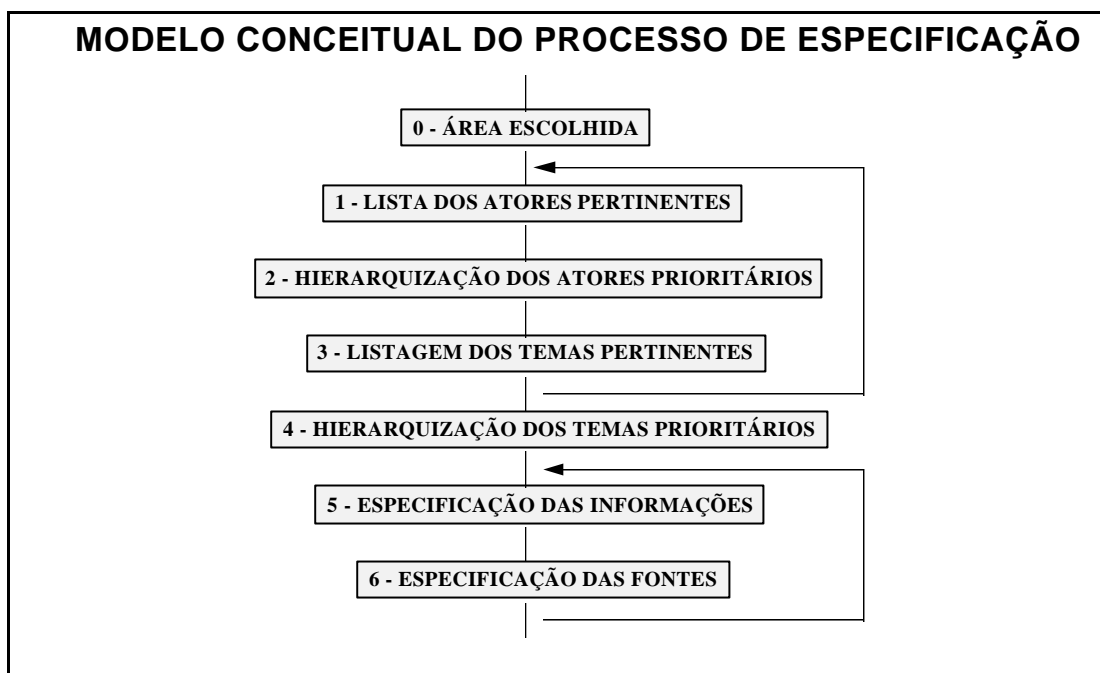 MODELO CONCEITUAL DO PROCESSO DE ESPECIFICAÇÃO
0 - ÁREA ESCOLHIDA
1 - LISTA DOS ATORES PERTINENTES
2 - HIERARQUIZAÇÃO DOS ATORES PRIORITÁRIOS
3 - LISTAGEM DOS TEMAS PERTINENTES
4 - HIERARQUIZAÇÃO DOS TEMAS PRIORITÁRIOS
5 - ESPECIFICAÇÃO DAS INFORMAÇÕES
6 - ESPECIFICAÇÃO DAS FONTES